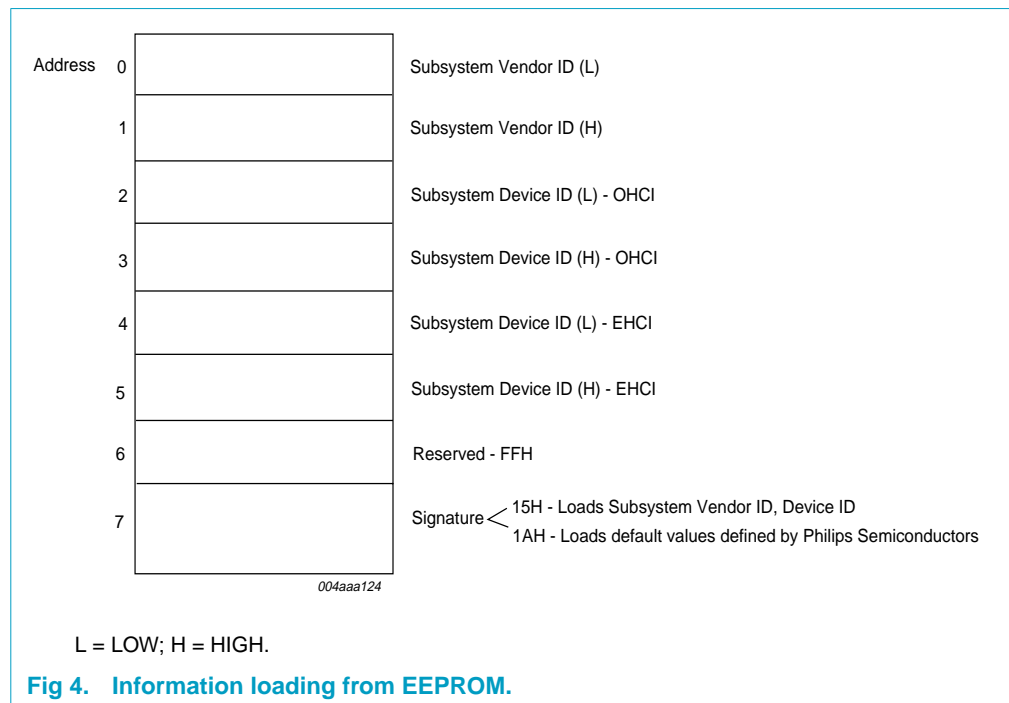 Address 0 Subsystem Vendor ID (L)
1 Subsystem Vendor ID (H)
2 Subsystem Device ID (L) - OHCI
3 Subsystem Device ID (H) - OHCI
4 Subsystem Device ID (L) - EHCI
5 Subsystem Device ID (H) - EHCI
6 Reserved - FFH
7 Signature 15H - Loads Subsystem Vendor ID, Device ID
1AH - Loads default values defined by Philips Semiconductors
004aaa124
L = LOW; H = HIGH.
Fig 4. Information loading from EEPROM.